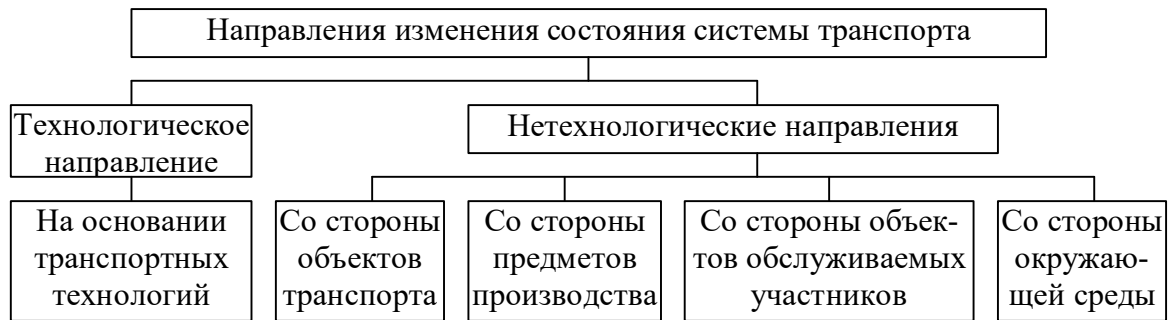 Направления изменения состояния системы транспорта
Технологическое
направление
Нетехнологические направления
На основании
транспортных
технологий
Со стороны
объектов
транспорта
Со стороны
предметов
производства
Со стороны объек-
тов обслуживаемых
участников
Со стороны
окружаю-
щей среды